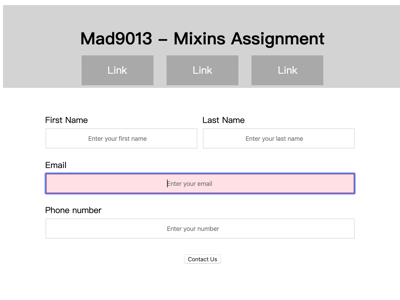 Mad9013 – Mixins Assignment
Link Link Link
First Name Last Name
Enter your first name Enter your last name
Email
Enter your email
Phone number
Enter your number
Contact Us